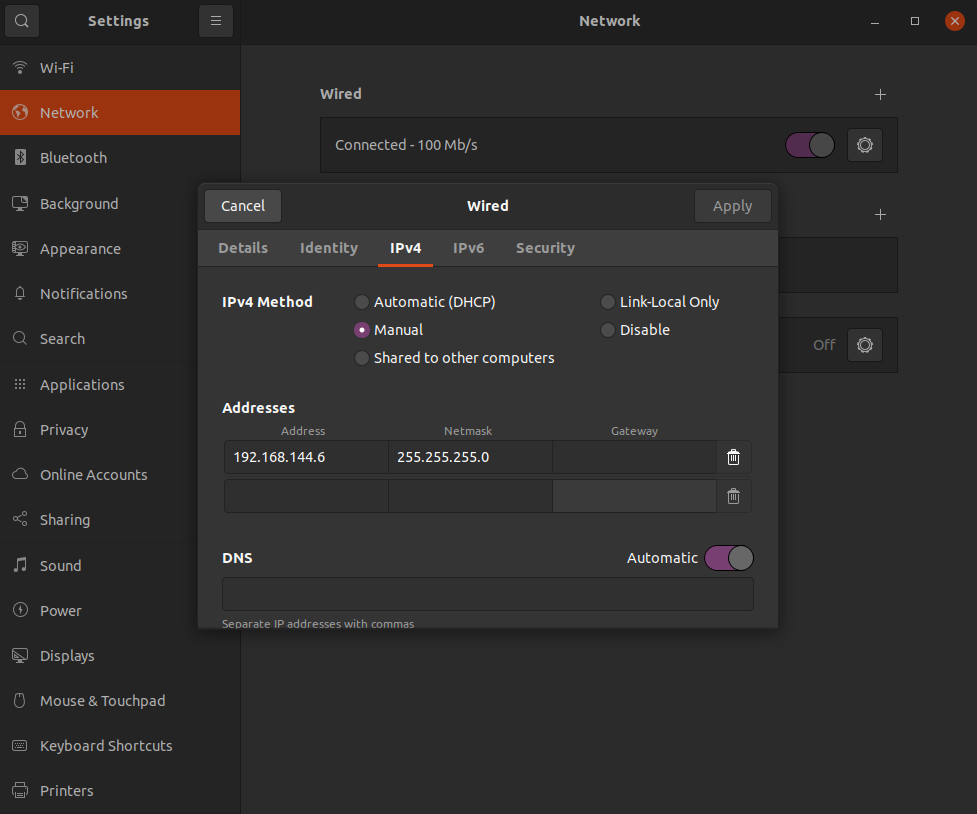 Settings
Network
Wi-Fi
Network
Bluetooth
Background
Appearance
Notifications
Search
Applications
Privacy
Online Accounts
Sharing
Sound
Power
Displays
Mouse & Touchpad
Keyboard Shortcuts
Printers
Wired
Connected - 100 Mb/s
Off
Cancel
Wired
Apply
Details
Identity
IPv4
IPv6
Security
IPv4 Method
Automatic (DHCP)
Link-Local Only
Manual
Disable
Shared to other computers
Addresses
Address
Netmask
Gateway
192.168.144.6
255.255.255.0
DNS
Automatic
Separate IP addresses with commas